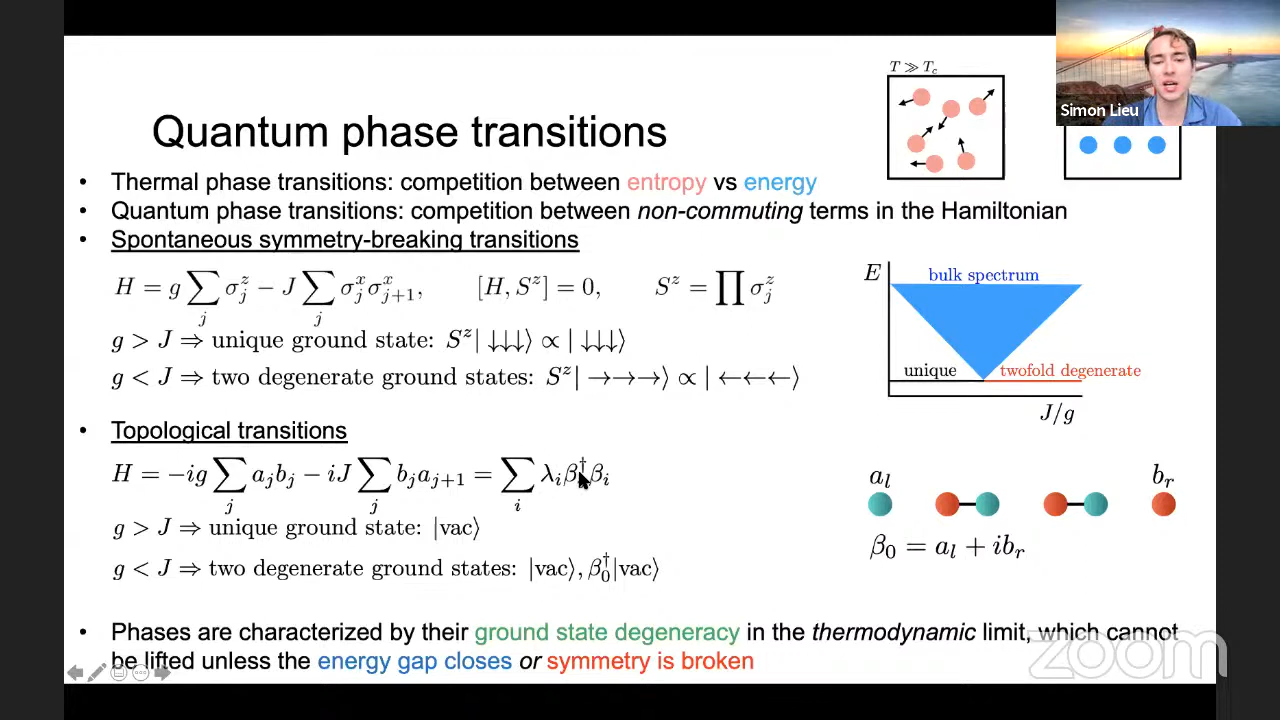 T ≫ T_c
Simon Lieu
Quantum phase transitions
• Thermal phase transitions: competition between entropy vs energy
• Quantum phase transitions: competition between non-commuting terms in the Hamiltonian
• Spontaneous symmetry-breaking transitions
H = g ∑_j σ_j^z − J ∑_j σ_j^x σ_{j+1}^x, [H, S^z] = 0, S^z = ∏ σ_j^z
g > J ⇒ unique ground state: S^z| ↓↓↓⟩ ∝ | ↓↓↓⟩
g < J ⇒ two degenerate ground states: S^z| →→→⟩ ∝ | ←←←⟩
E
bulk spectrum
unique
twofold degenerate
J/g
• Topological transitions
H = −ig ∑_j a_j b_j − iJ ∑_j b_j a_{j+1} = ∑_i λ_i β_i^† β_i
g > J ⇒ unique ground state: |vac⟩
g < J ⇒ two degenerate ground states: |vac⟩, β_0^†|vac⟩
a_l
b_r
β_0 = a_l + ib_r
• Phases are characterized by their ground state degeneracy in the thermodynamic limit, which cannot
be lifted unless the energy gap closes or symmetry is broken
zoom